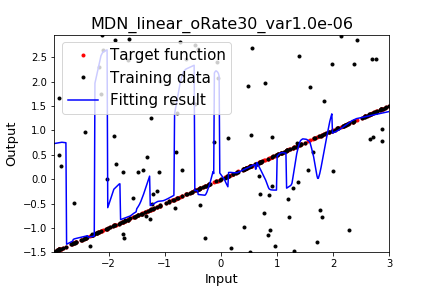 MDN_linear_oRate30_var1.0e-06
Target function
Training data
Fitting result
Output
2.5
2.0
1.5
1.0
0.5
0.0
−0.5
−1.0
−1.5
−2
−1
0
1
2
3
Input